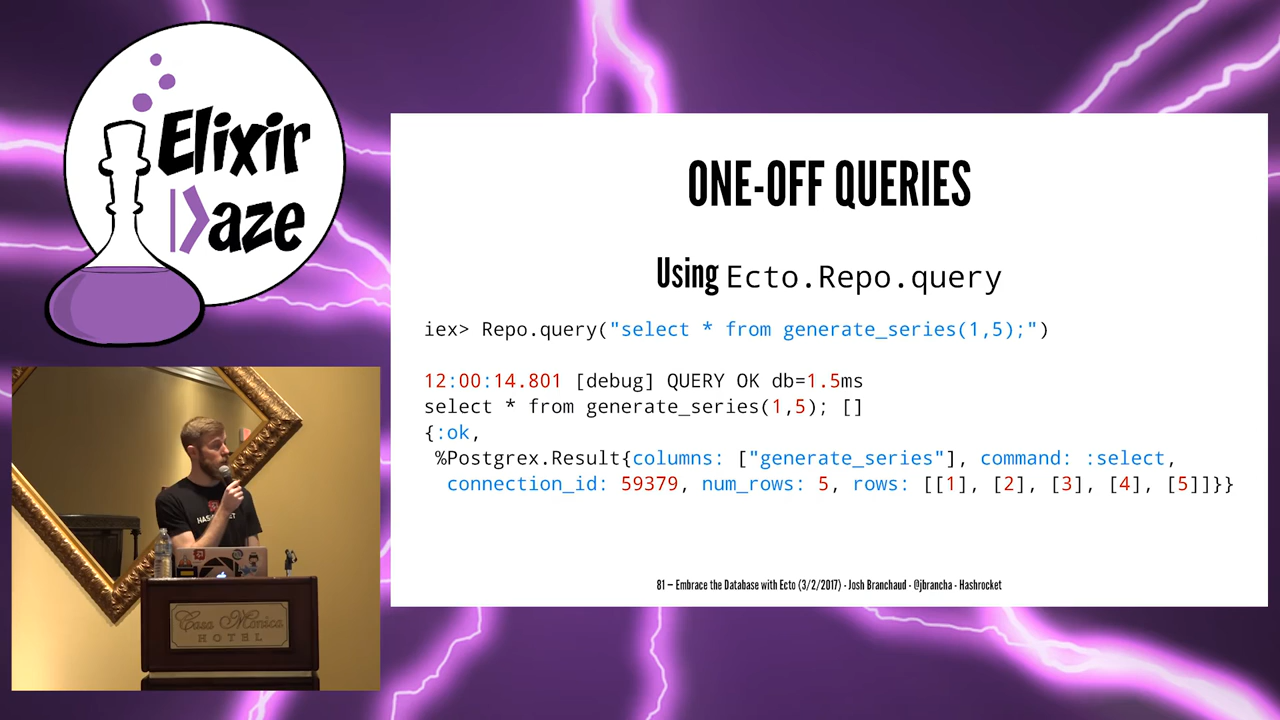 Elixir
|>aze
ONE-OFF QUERIES
Using Ecto.Repo.query
iex> Repo.query("select * from generate_series(1,5);")
12:00:14.801 [debug] QUERY OK db=1.5ms
select * from generate_series(1,5); []
{:ok,
%Postgrex.Result{columns: ["generate_series"], command: :select,
connection_id: 59379, num_rows: 5, rows: [[1], [2], [3], [4], [5]]}}
81 — Embrace the Database with Ecto (3/2/2017) - Josh Branchaud - @jbrancha - Hashrocket
Casa Monica
HOTEL